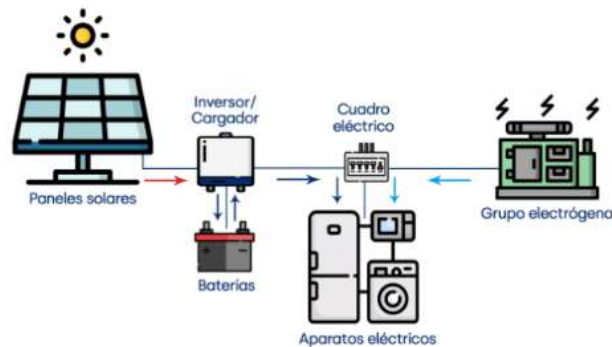 Inversor/
Cargador
Cuadro
eléctrico
Paneles solares
Grupo electrógeno
Baterías
Aparatos eléctricos